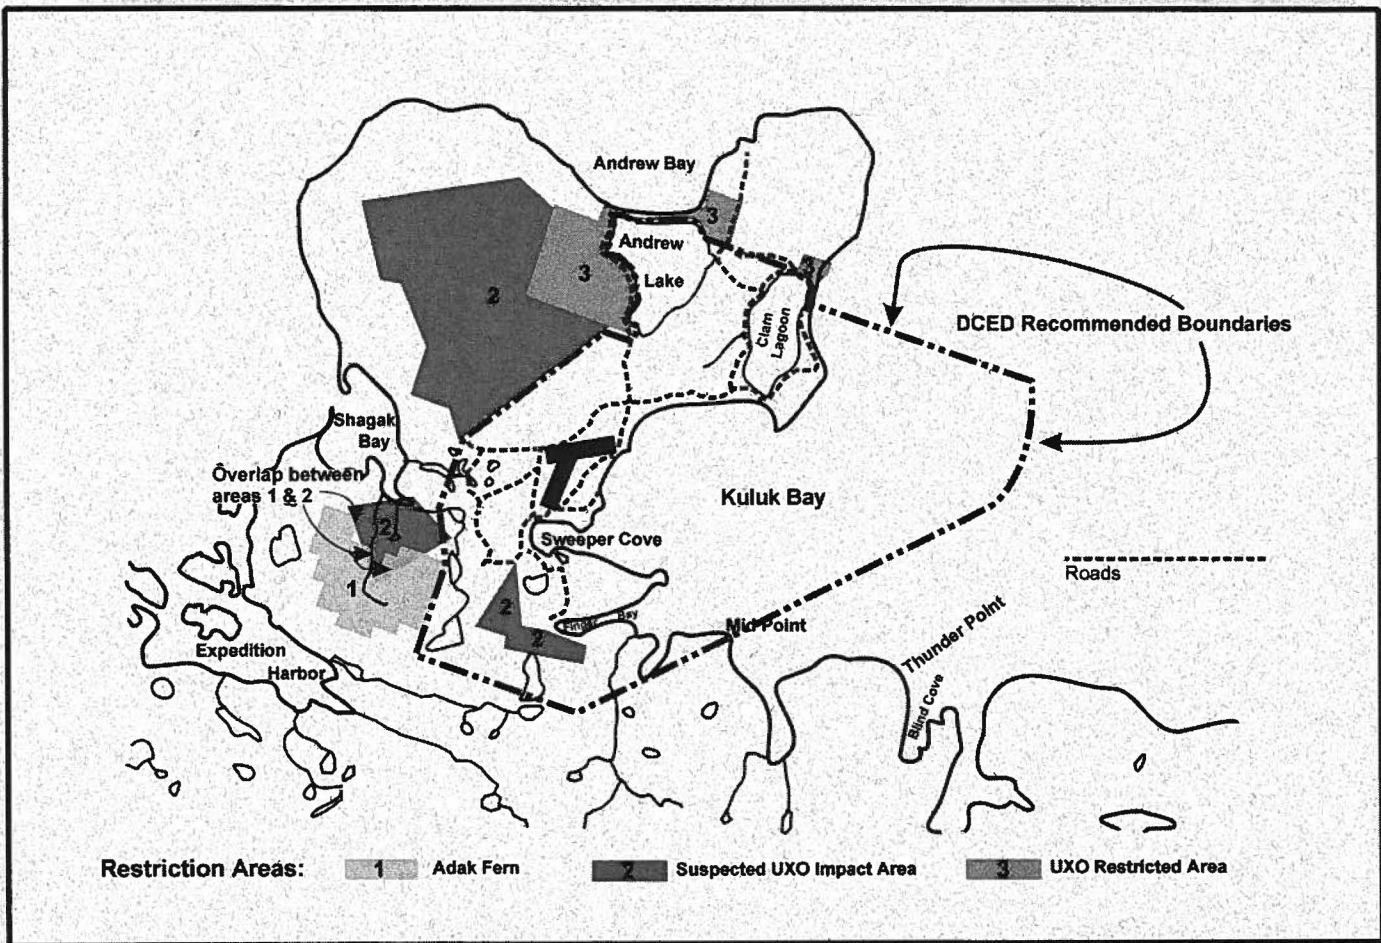 Andrew Bay
3
Andrew
Lake
3
3
2
Clam
Lagoon
DCED Recommended Boundaries
Shagak
Bay
Overlap between
areas 1 & 2
2
Kuluk Bay
Sweeper Cove
Roads
1
2
Finger Bay
Mid Point
2
Thunder Point
Expedition
Harbor
Blind Cove
Restriction Areas:
1 Adak Fern
2 Suspected UXO Impact Area
3 UXO Restricted Area